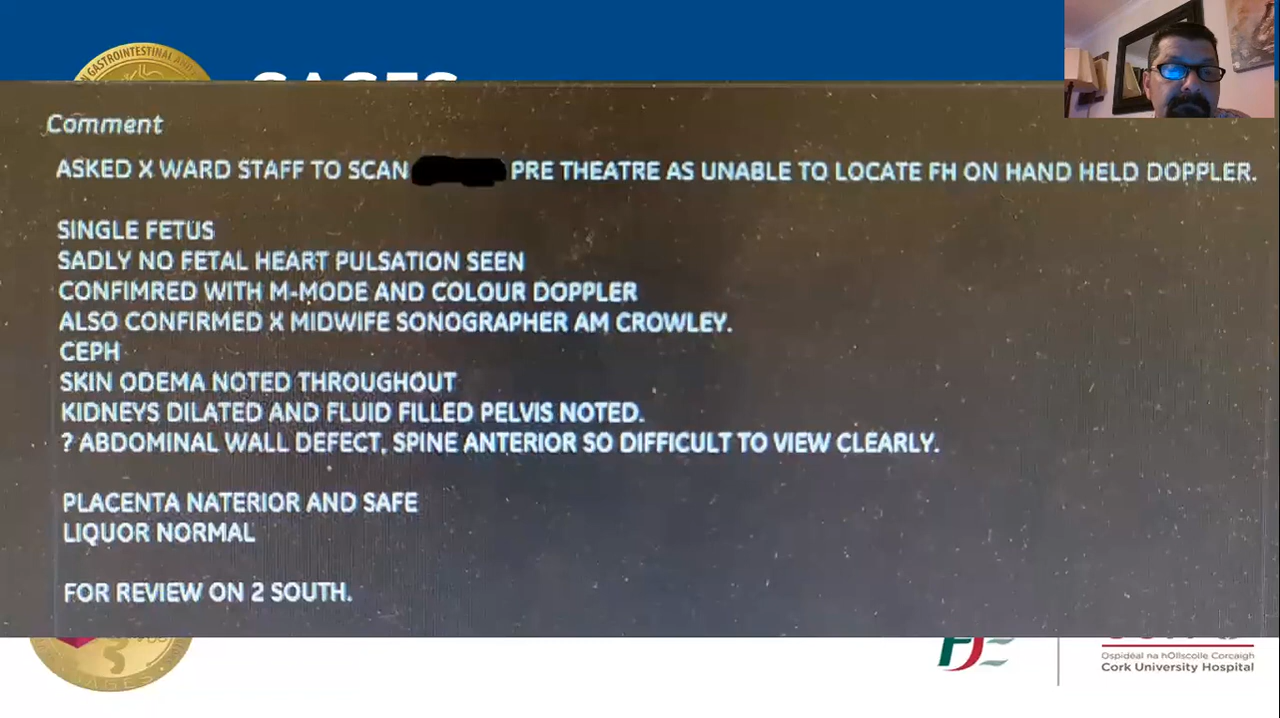 GASTROINTESTINAL AND
SAGES
Comment
ASKED X WARD STAFF TO SCAN PRE THEATRE AS UNABLE TO LOCATE FH ON HAND HELD DOPPLER.
SINGLE FETUS
SADLY NO FETAL HEART PULSATION SEEN
CONFIMRED WITH M-MODE AND COLOUR DOPPLER
ALSO CONFIRMED X MIDWIFE SONOGRAPHER AM CROWLEY.
CEPH
SKIN ODEMA NOTED THROUGHOUT
KIDNEYS DILATED AND FLUID FILLED PELVIS NOTED.
? ABDOMINAL WALL DEFECT, SPINE ANTERIOR SO DIFFICULT TO VIEW CLEARLY.
PLACENTA NATERIOR AND SAFE
LIQUOR NORMAL
FOR REVIEW ON 2 SOUTH.
SAGES
Ospidéal na hOllscoile Corcaigh
Cork University Hospital